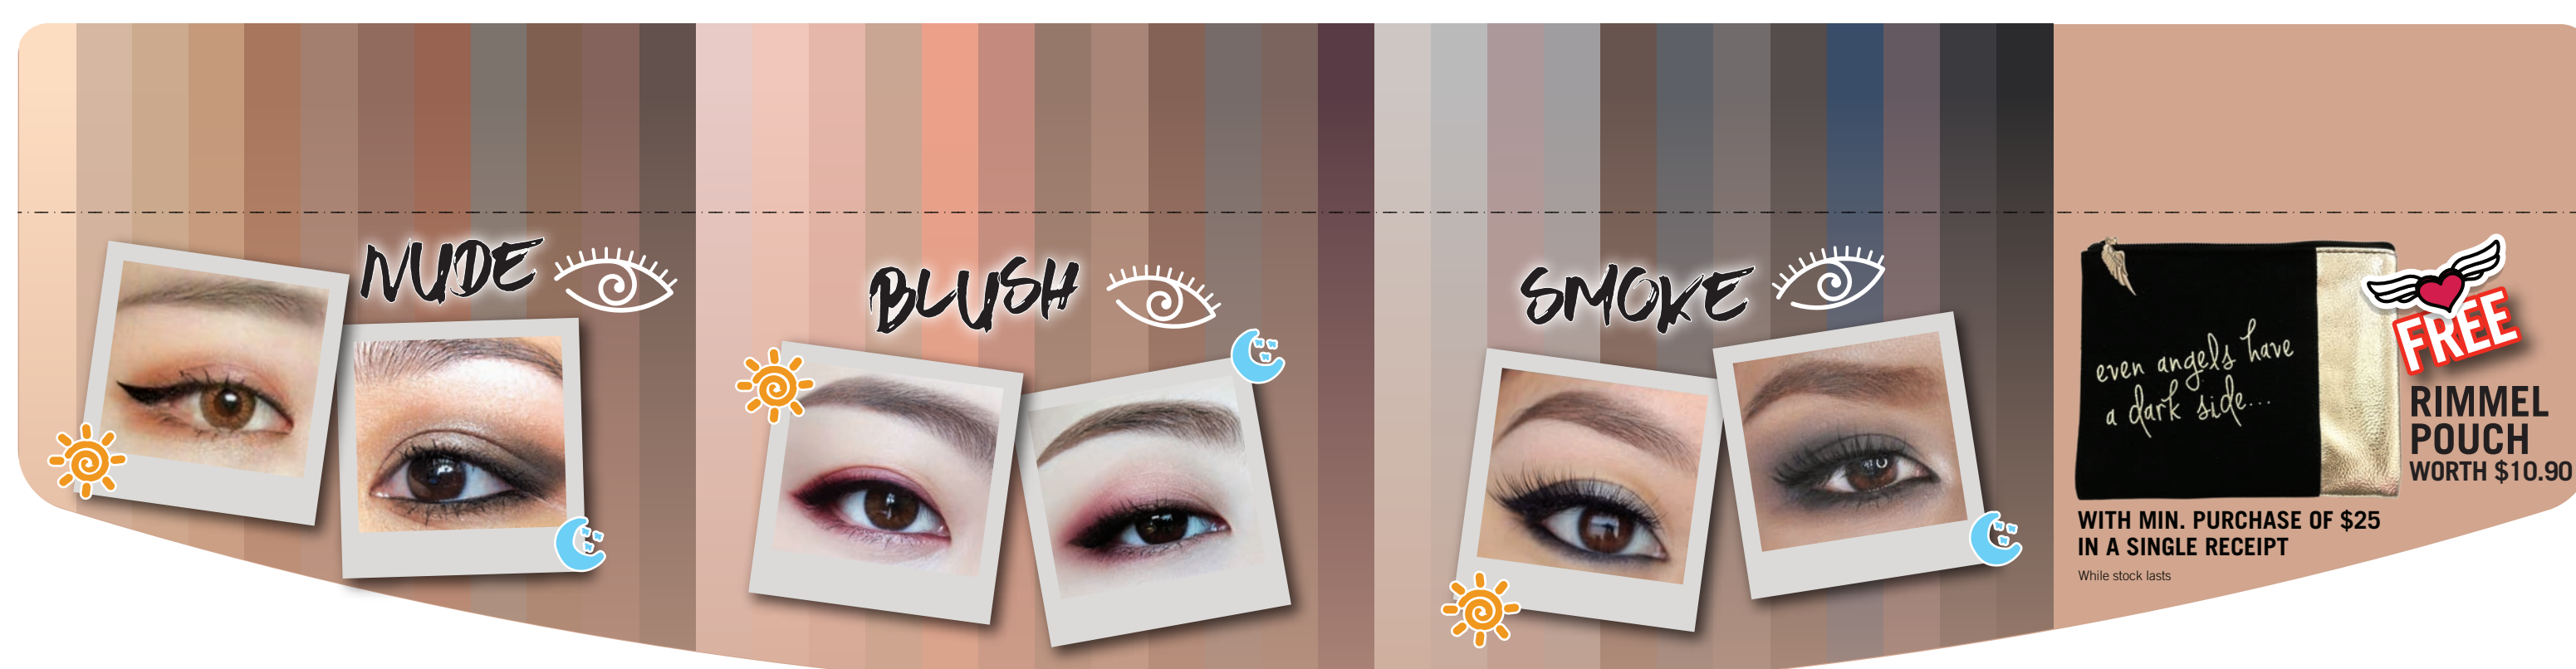 NUDE
BLUSH
SMOKE
even angels have
a dark side...
FREE
RIMMEL
POUCH
WORTH $10.90
WITH MIN. PURCHASE OF $25
IN A SINGLE RECEIPT
While stock lasts